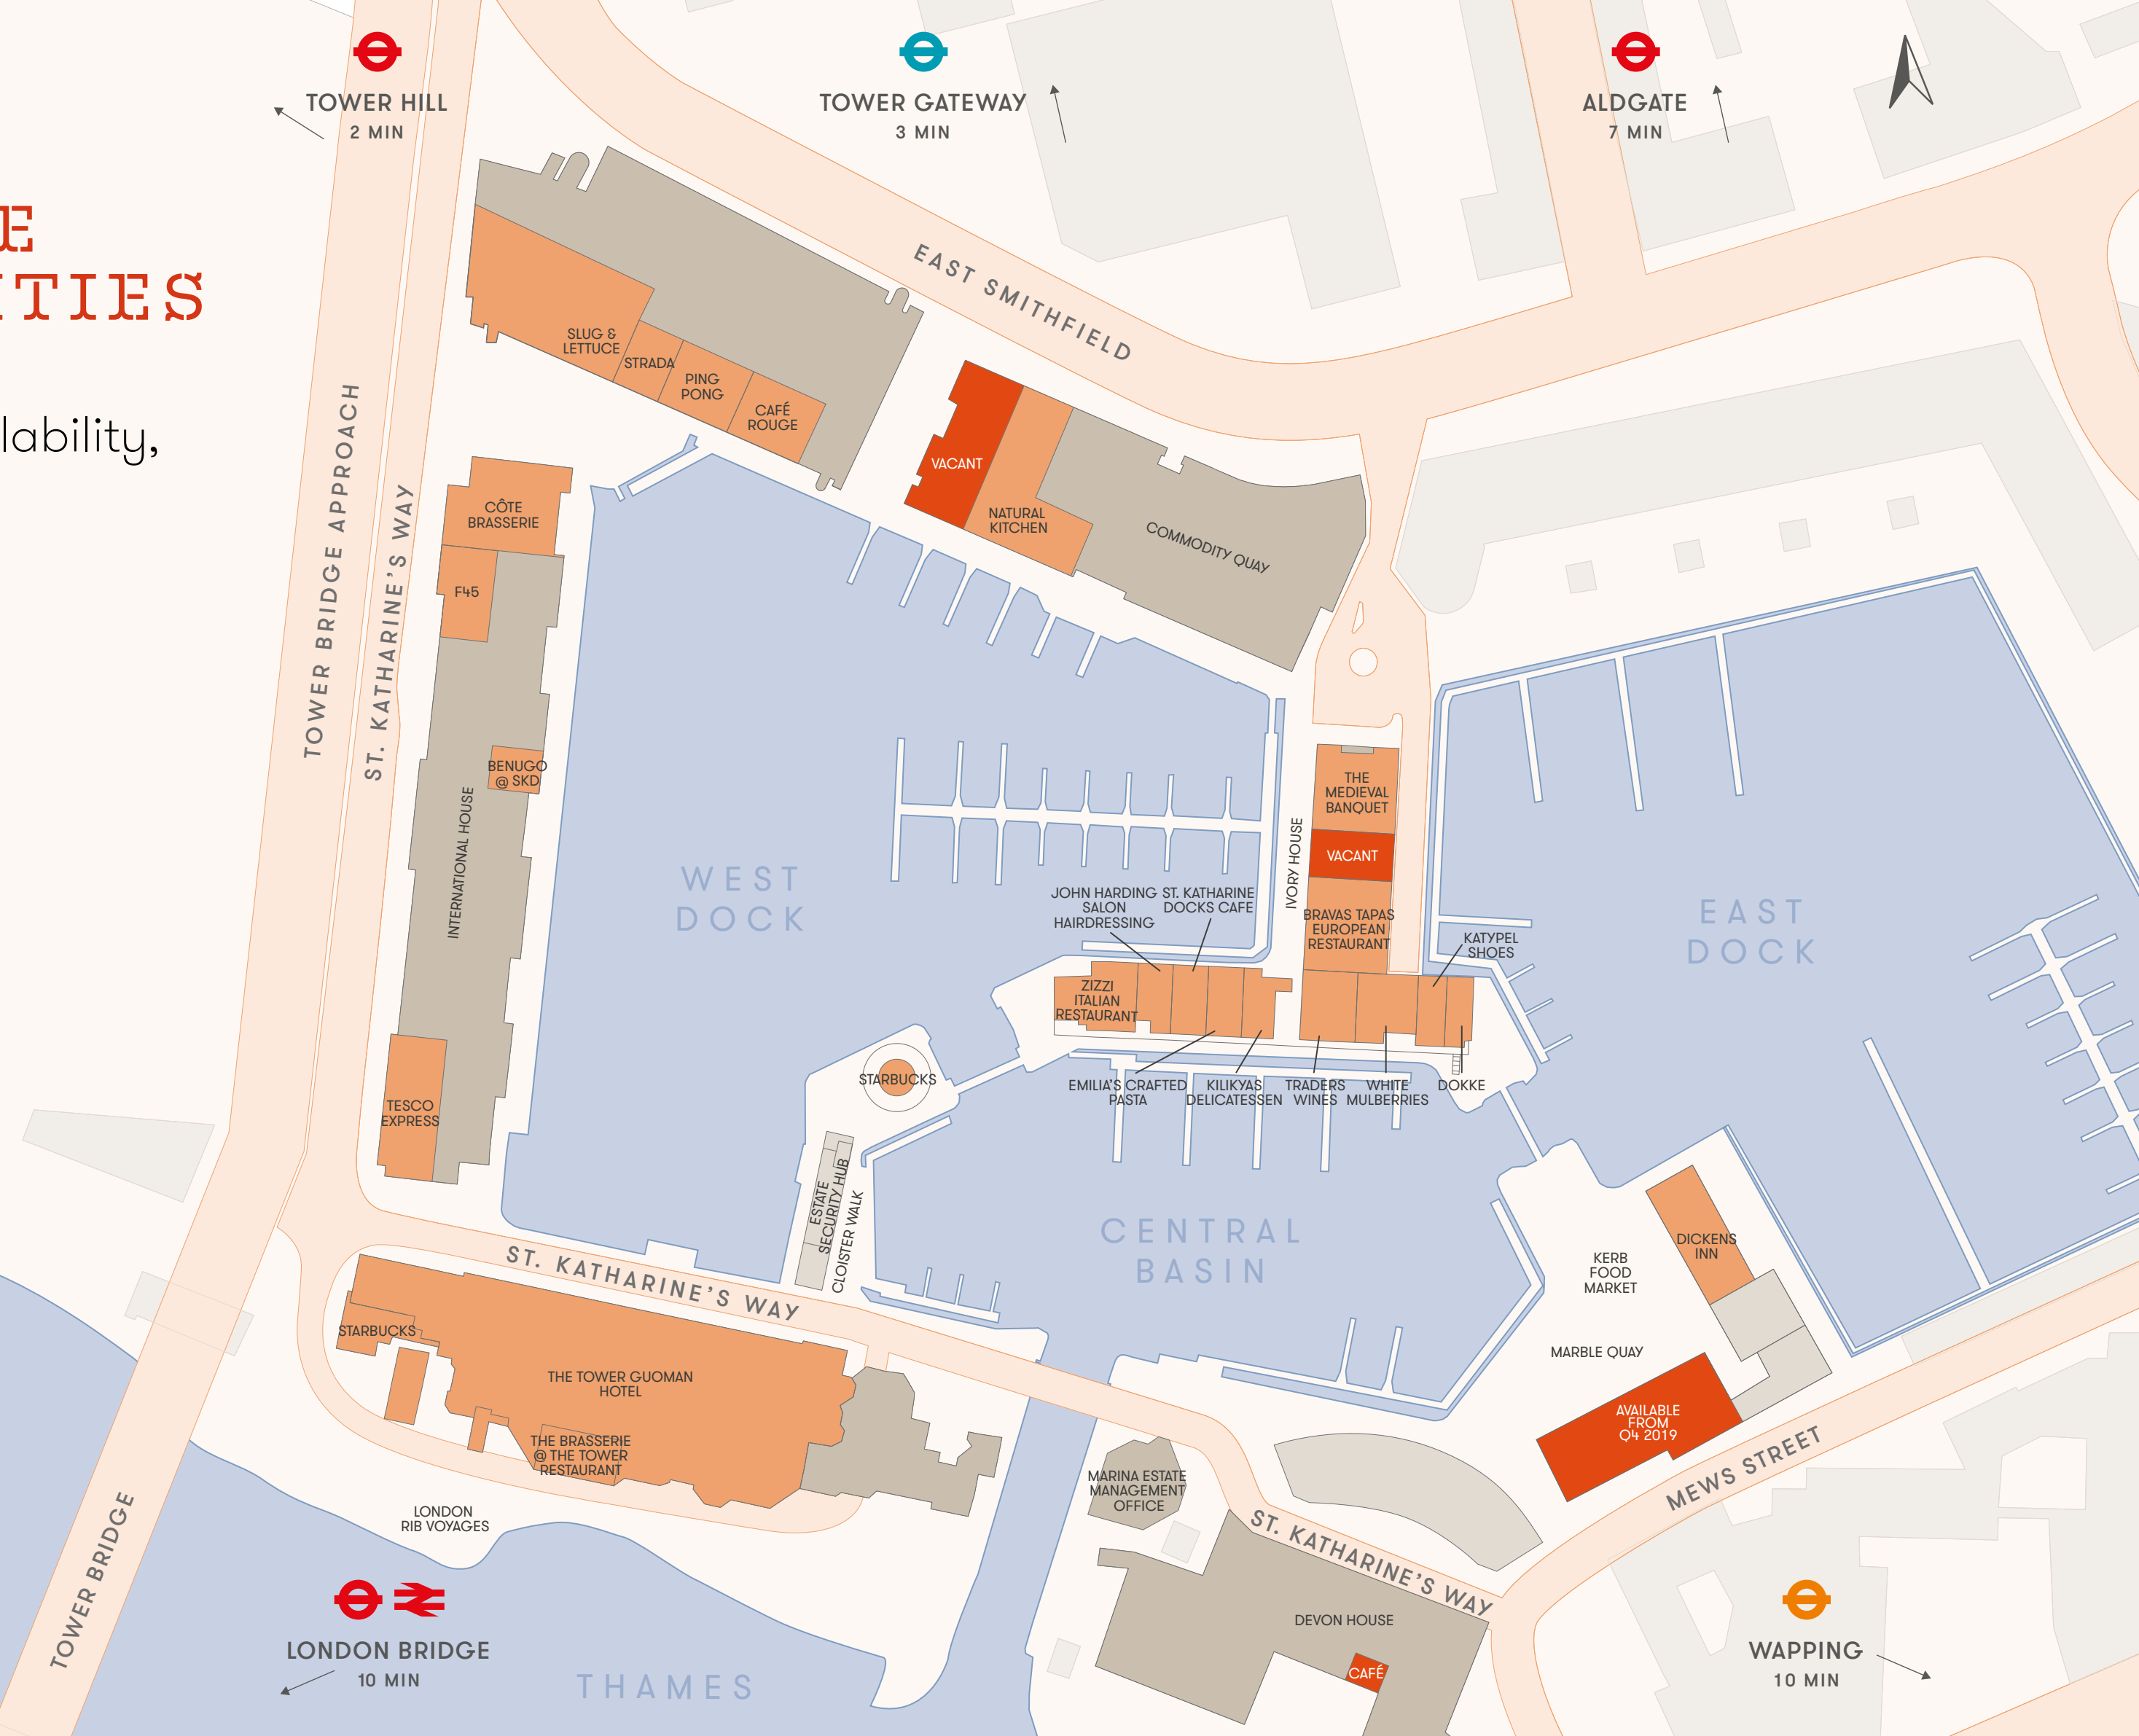 TOWER HILL
2 MIN
TOWER GATEWAY
3 MIN
ALDGATE
7 MIN
E
ITIES
lability,
EAST SMITHFIELD
TOWER BRIDGE APPROACH
ST. KATHARINE'S WAY
SLUG &
LETTUCE
STRADA
PING
PONG
CAFÉ
ROUGE
VACANT
NATURAL
KITCHEN
COMMODITY QUAY
CÔTE
BRASSERIE
F45
BENUGO
@ SKD
INTERNATIONAL HOUSE
TESCO
EXPRESS
WEST
DOCK
IVORY HOUSE
THE
MEDIEVAL
BANQUET
VACANT
BRAVAS TAPAS
EUROPEAN
RESTAURANT
JOHN HARDING
SALON
HAIRDRESSING
ST. KATHARINE
DOCKS CAFE
KATYPEL
SHOES
EAST
DOCK
ZIZZI
ITALIAN
RESTAURANT
STARBUCKS
EMILIA'S CRAFTED
PASTA
KILIKYAS
DELICATESSEN
TRADERS
WINES
WHITE
MULBERRIES
DOKKE
ESTATE
SECURITY HUB
CLOISTER WALK
CENTRAL
BASIN
DICKENS
INN
KERB
FOOD
MARKET
MARBLE QUAY
AVAILABLE
FROM
Q4 2019
MEWS STREET
ST. KATHARINE'S WAY
STARBUCKS
THE TOWER GUOMAN
HOTEL
THE BRASSERIE
@ THE TOWER
RESTAURANT
LONDON
RIB VOYAGES
MARINA ESTATE
MANAGEMENT
OFFICE
ST. KATHARINE'S WAY
DEVON HOUSE
CAFÉ
TOWER BRIDGE
LONDON BRIDGE
10 MIN
THAMES
WAPPING
10 MIN